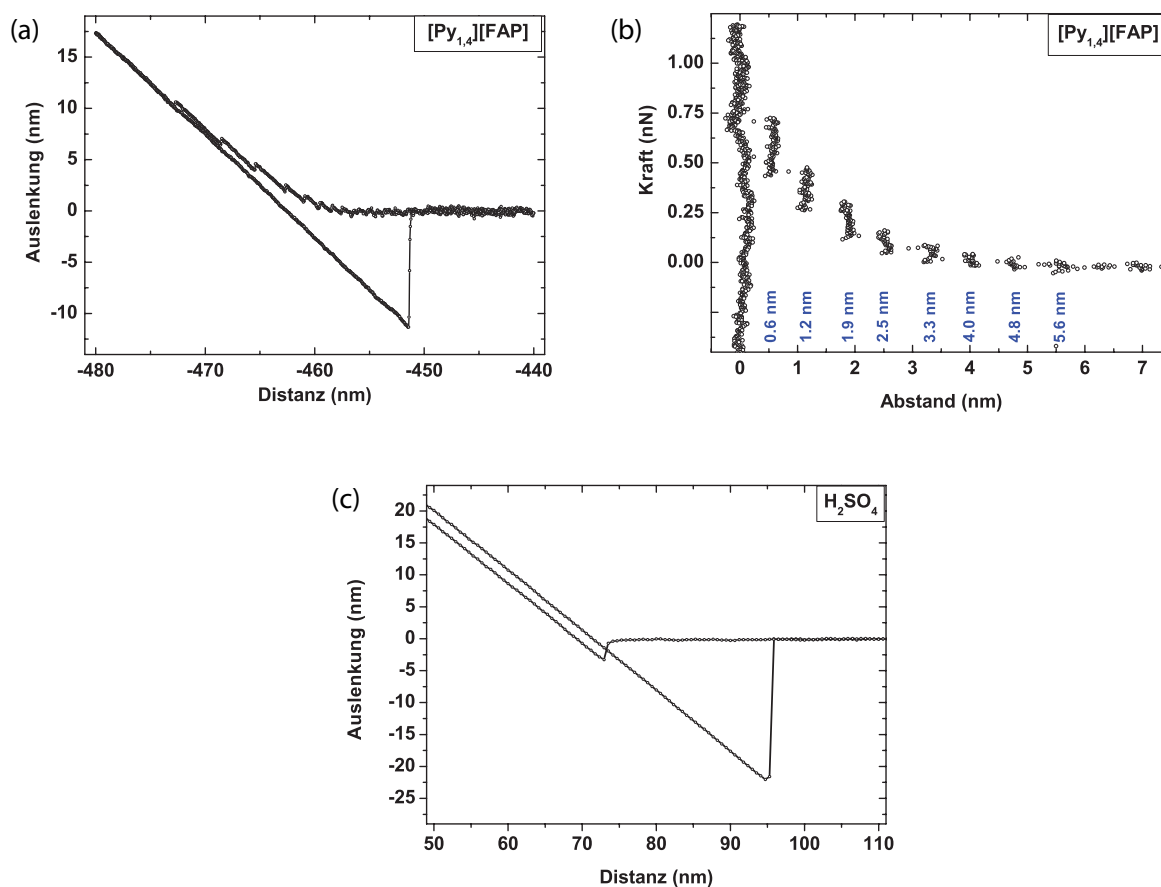 (a)
[Py1,4][FAP]
Auslenkung (nm)
15
10
5
0
-5
-10
-480 -470 -460 -450 -440
Distanz (nm)
(b)
[Py1,4][FAP]
Kraft (nN)
1.00
0.75
0.50
0.25
0.00
0.6 nm
1.2 nm
1.9 nm
2.5 nm
3.3 nm
4.0 nm
4.8 nm
5.6 nm
0 1 2 3 4 5 6 7
Abstand (nm)
(c)
H2SO4
Auslenkung (nm)
20
15
10
5
0
-5
-10
-15
-20
-25
50 60 70 80 90 100 110
Distanz (nm)